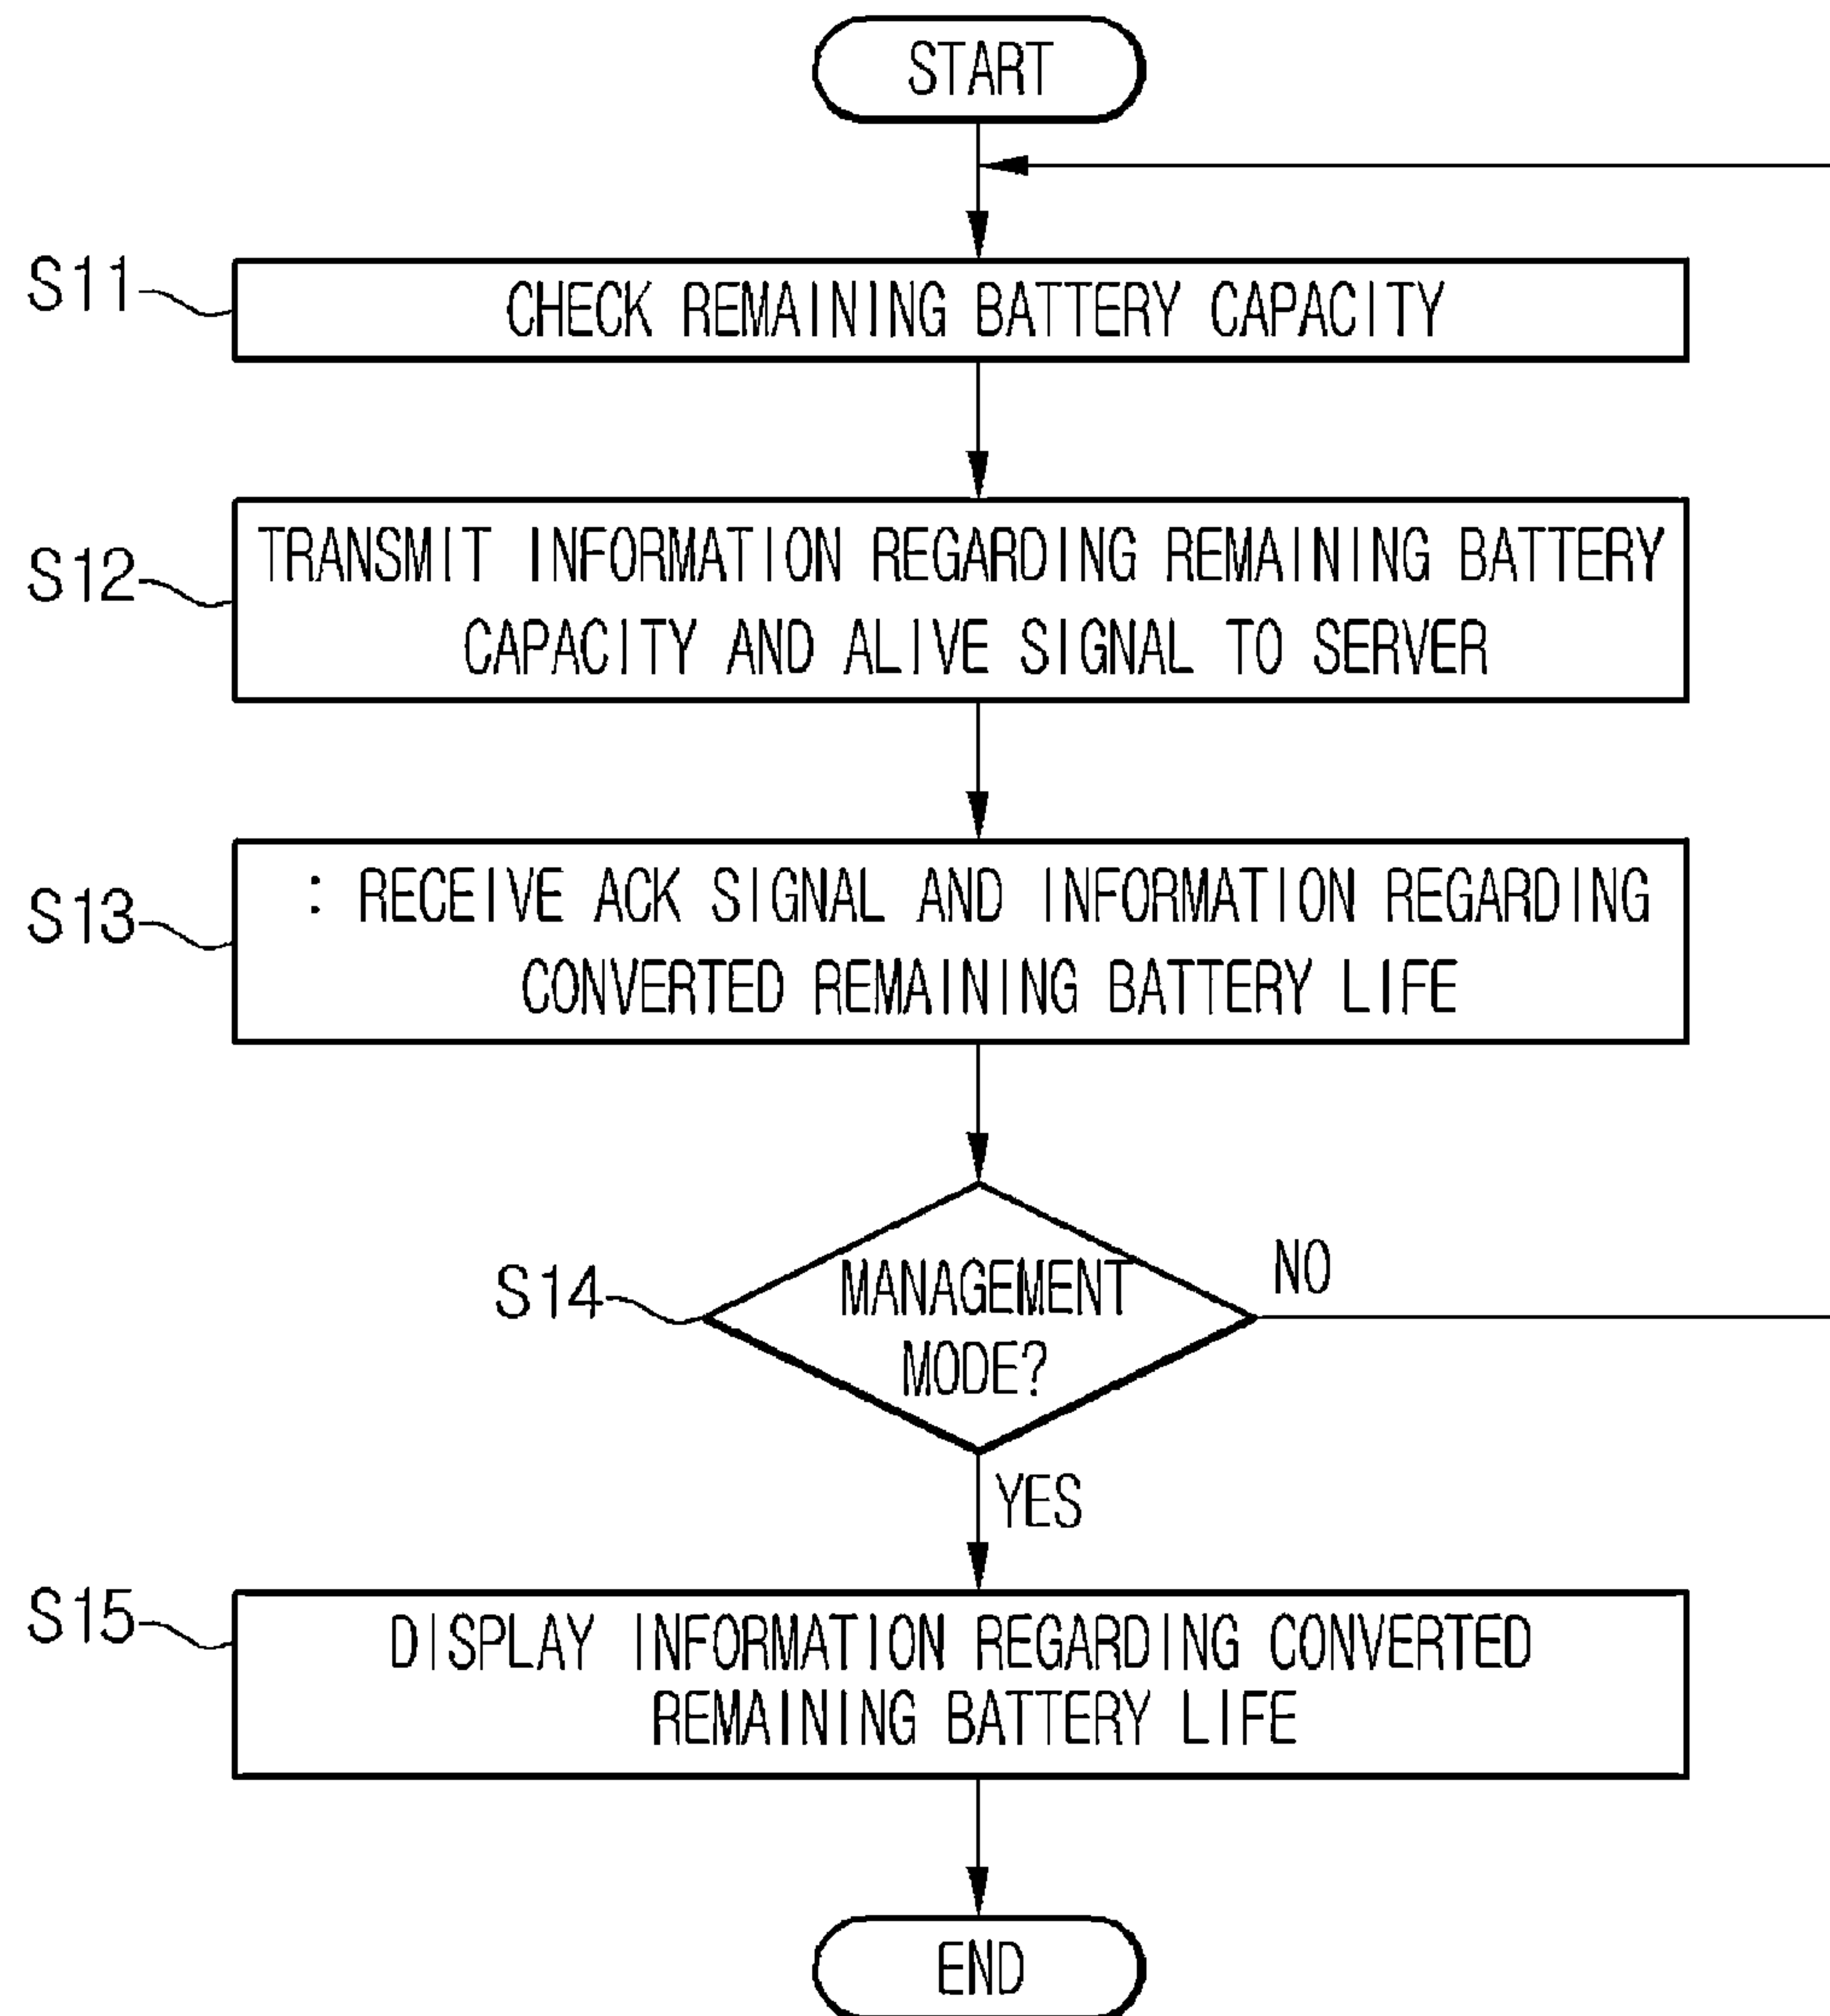 START
S11
CHECK REMAINING BATTERY CAPACITY
S12
TRANSMIT INFORMATION REGARDING REMAINING BATTERY
CAPACITY AND ALIVE SIGNAL TO SERVER
S13
: RECEIVE ACK SIGNAL AND INFORMATION REGARDING
CONVERTED REMAINING BATTERY LIFE
S14
MANAGEMENT
MODE?
NO
YES
S15
DISPLAY INFORMATION REGARDING CONVERTED
REMAINING BATTERY LIFE
END